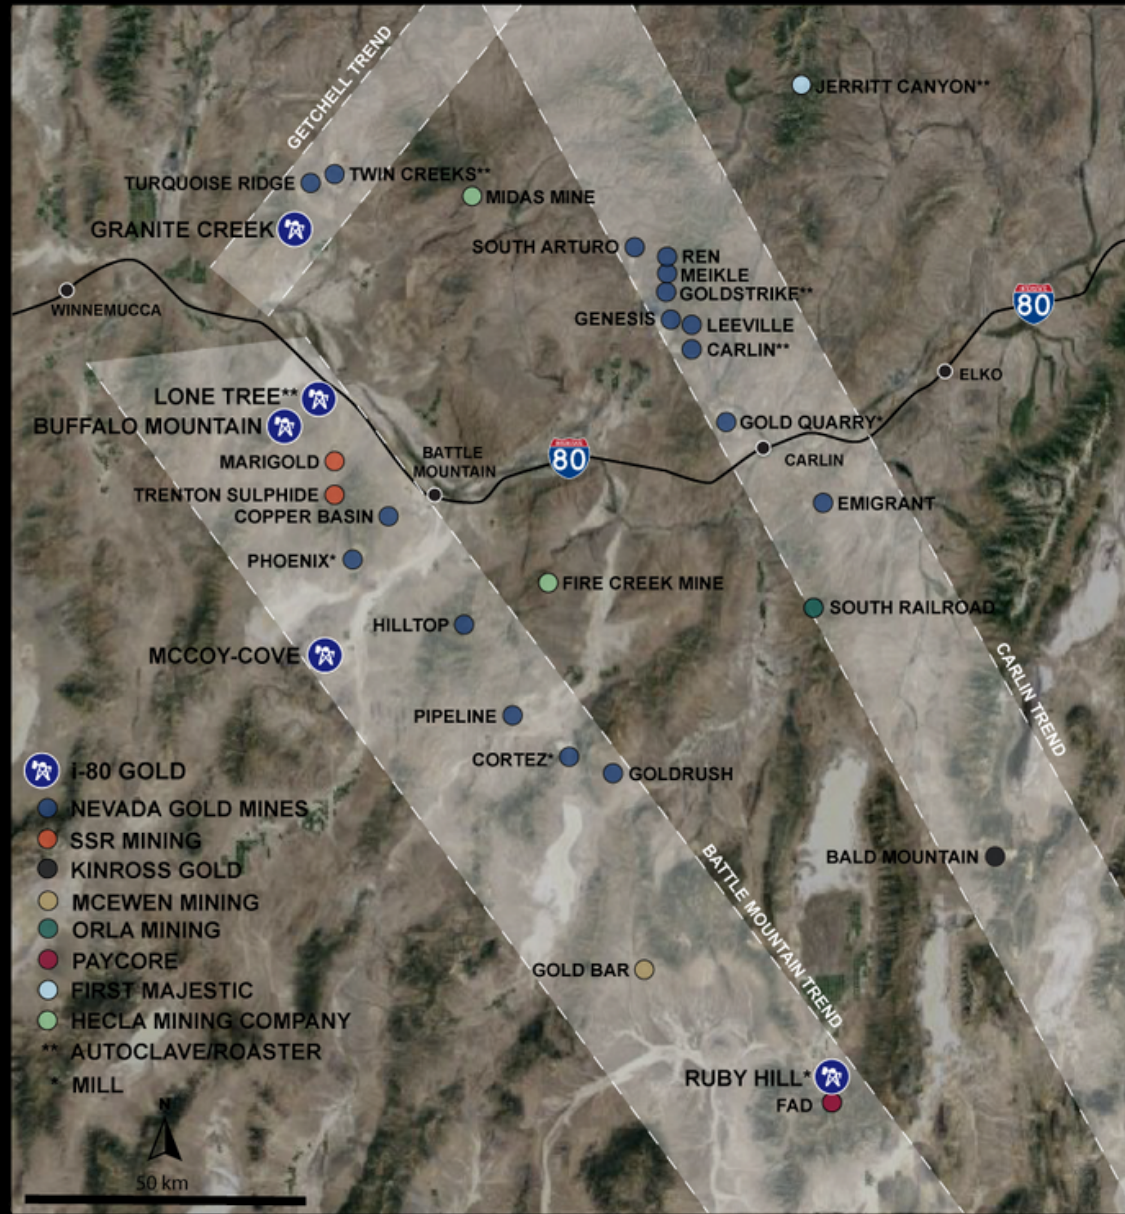 GETCHELL TREND
JERRITT CANYON**
TWIN CREEKS**
TURQUOISE RIDGE
MIDAS MINE
GRANITE CREEK
SOUTH ARTURO
REN
MEIKLE
GOLDSTRIKE**
WINNEMUCCA
80
GENESIS
LEEVILLE
CARLIN**
ELKO
LONE TREE**
BUFFALO MOUNTAIN
GOLD QUARRY*
BATTLE
MOUNTAIN
80
CARLIN
MARIGOLD
TRENTON SULPHIDE
COPPER BASIN
EMIGRANT
PHOENIX*
FIRE CREEK MINE
SOUTH RAILROAD
HILLTOP
MCCOY-COVE
CARLIN TREND
PIPELINE
CORTEZ*
GOLDRUSH
BATTLE MOUNTAIN TREND
BALD MOUNTAIN
GOLD BAR
RUBY HILL*
FAD
i-80 GOLD
NEVADA GOLD MINES
SSR MINING
KINROSS GOLD
MCEWEN MINING
ORLA MINING
PAYCORE
FIRST MAJESTIC
HECLA MINING COMPANY
** AUTOCLAVE/ROASTER
* MILL
N
50 km